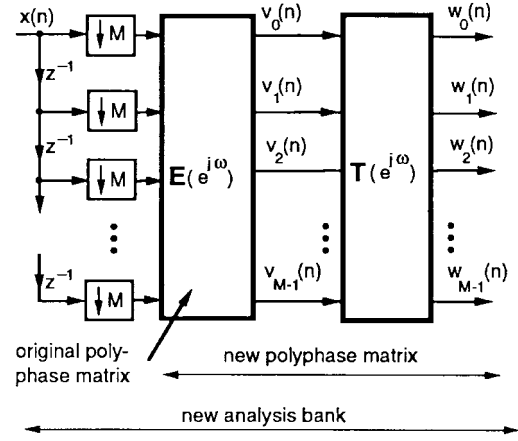 x(n) ↓ M v₀(n) w₀(n)
z⁻¹
↓ M v₁(n) w₁(n)
z⁻¹
↓ M E(e^{jω}) v₂(n) T(e^{jω}) w₂(n)
z⁻¹
↓ M v_{M-1}(n) w_{M-1}(n)
original poly-
phase matrix
new polyphase matrix
new analysis bank